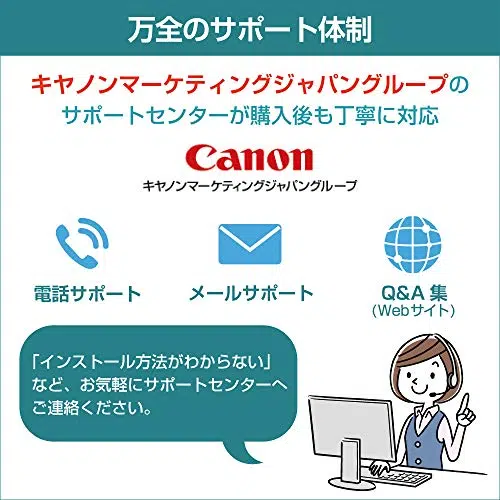 万全のサポート体制
キヤノンマーケティングジャパングループの
サポートセンターが購入後も丁寧に対応
Canon
キヤノンマーケティングジャパングループ
電話サポート
メールサポート
Q&A 集
(Webサイト)
「インストール方法がわからない」
など、お気軽にサポートセンターへ
ご連絡ください。